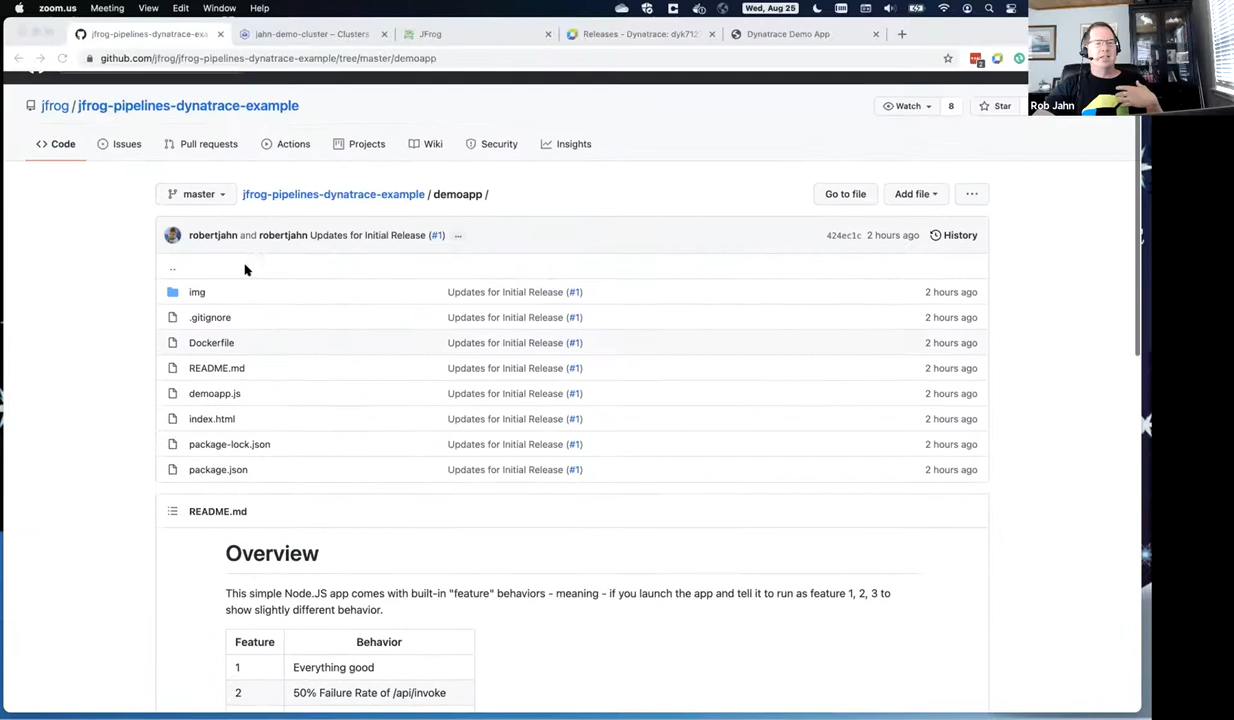 zoom.us Meeting View Edit Window Help Wed, Aug 25
jfrog-pipelines-dynatrace-exa jahn-demo-cluster – Clusters JFrog Releases - Dynatrace: dyk712 Dynatrace Demo App
github.com/jfrog/jfrog-pipelines-dynatrace-example/tree/master/demoapp
Rob Jahn
jfrog / jfrog-pipelines-dynatrace-example Watch 8 Star
Code Issues Pull requests Actions Projects Wiki Security Insights
master jfrog-pipelines-dynatrace-example / demoapp / Go to file Add file
robertjahn and robertjahn Updates for Initial Release (#1) 424ec1c 2 hours ago History
..
img Updates for Initial Release (#1) 2 hours ago
.gitignore Updates for Initial Release (#1) 2 hours ago
Dockerfile Updates for Initial Release (#1) 2 hours ago
README.md Updates for Initial Release (#1) 2 hours ago
demoapp.js Updates for Initial Release (#1) 2 hours ago
index.html Updates for Initial Release (#1) 2 hours ago
package-lock.json Updates for Initial Release (#1) 2 hours ago
package.json Updates for Initial Release (#1) 2 hours ago
README.md
Overview
This simple Node.JS app comes with built-in "feature" behaviors - meaning - if you launch the app and tell it to run as feature 1, 2, 3 to
show slightly different behavior.
Feature Behavior
1 Everything good
2 50% Failure Rate of /api/invoke